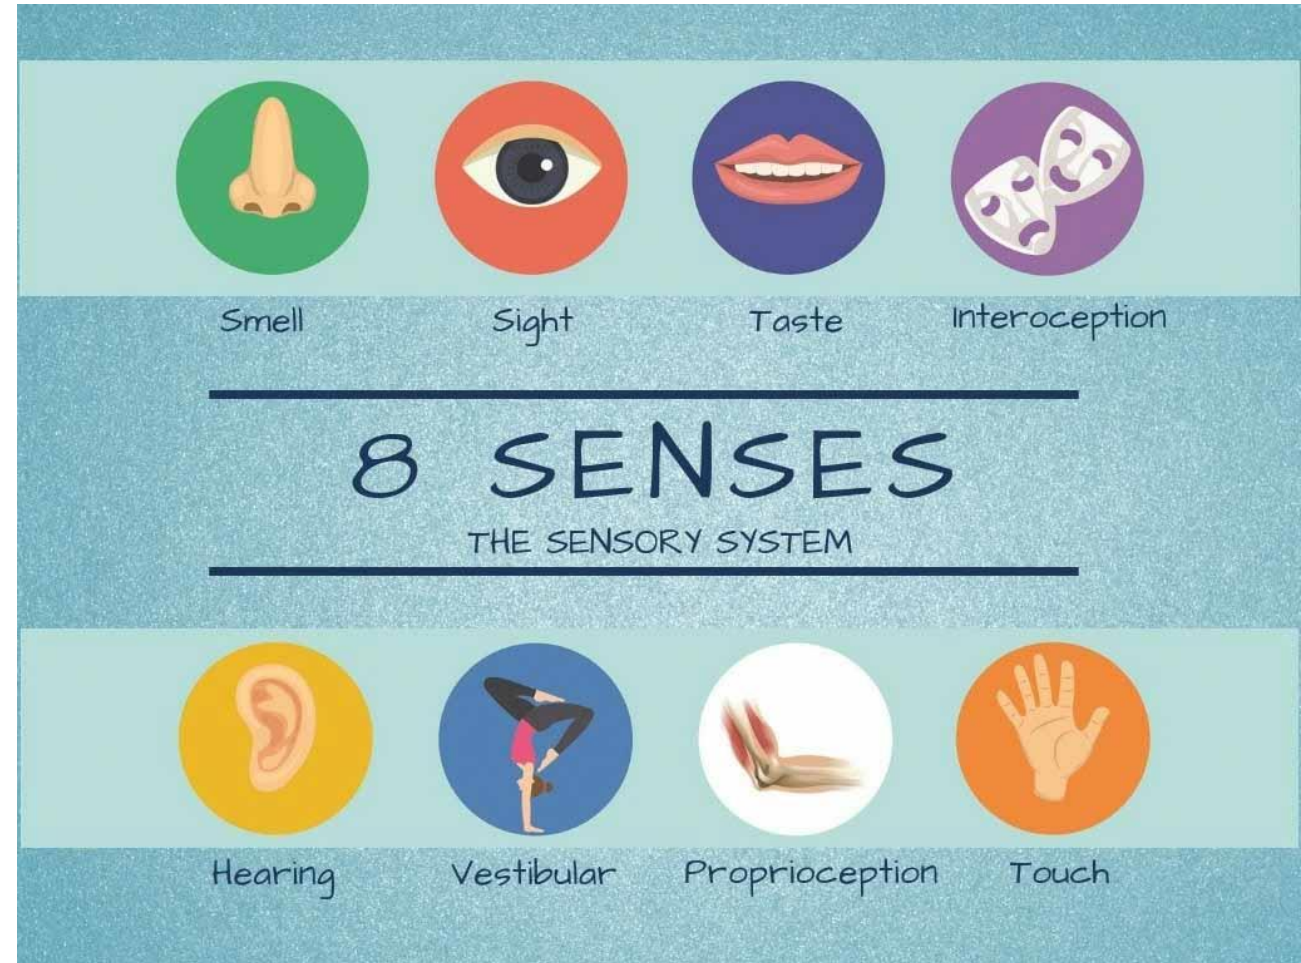 Smell Sight Taste Interoception
8 SENSES
THE SENSORY SYSTEM
Hearing Vestibular Proprioception Touch